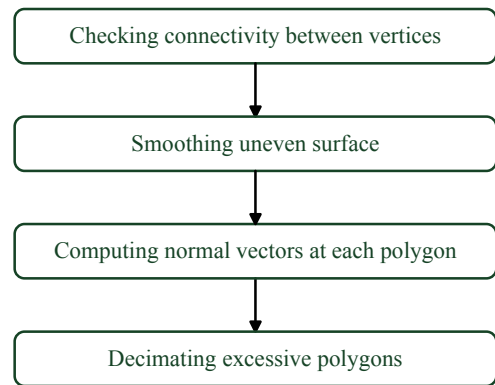 Checking connectivity between vertices
Smoothing uneven surface
Computing normal vectors at each polygon
Decimating excessive polygons